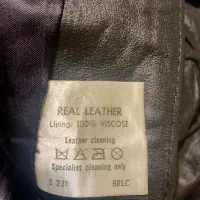 REAL LEATHER
Lining: 100% VISCOSE
Leather cleaning
Specialist cleaning only
S 231 BRLC